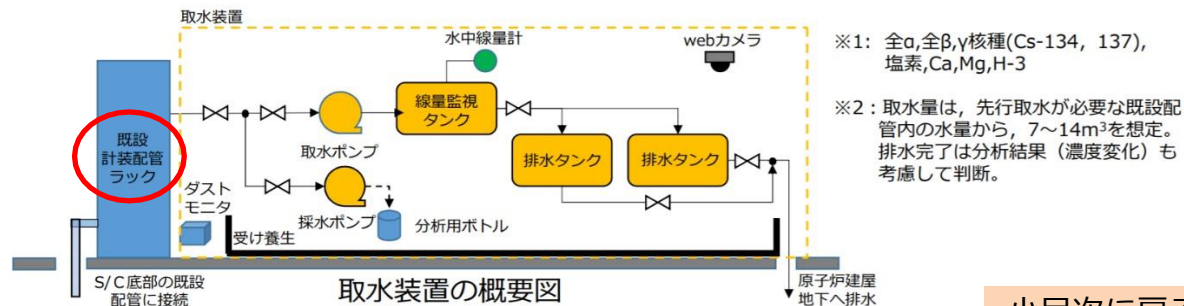 取水装置
水中線量計
webカメラ
線量監視
タンク
取水ポンプ
排水タンク
排水タンク
既設
計装配管
ラック
ダスト
モニタ
採水ポンプ
分析用ボトル
受け養生
S/C底部の既設
配管に接続
取水装置の概要図
原子炉建屋
地下へ排水
※1: 全α,全β,γ核種(Cs-134, 137),
塩素,Ca,Mg,H-3
※2：取水量は，先行取水が必要な既設配
管内の水量から，7～14m³を想定。
排水完了は分析結果（濃度変化）も
考慮して判断。